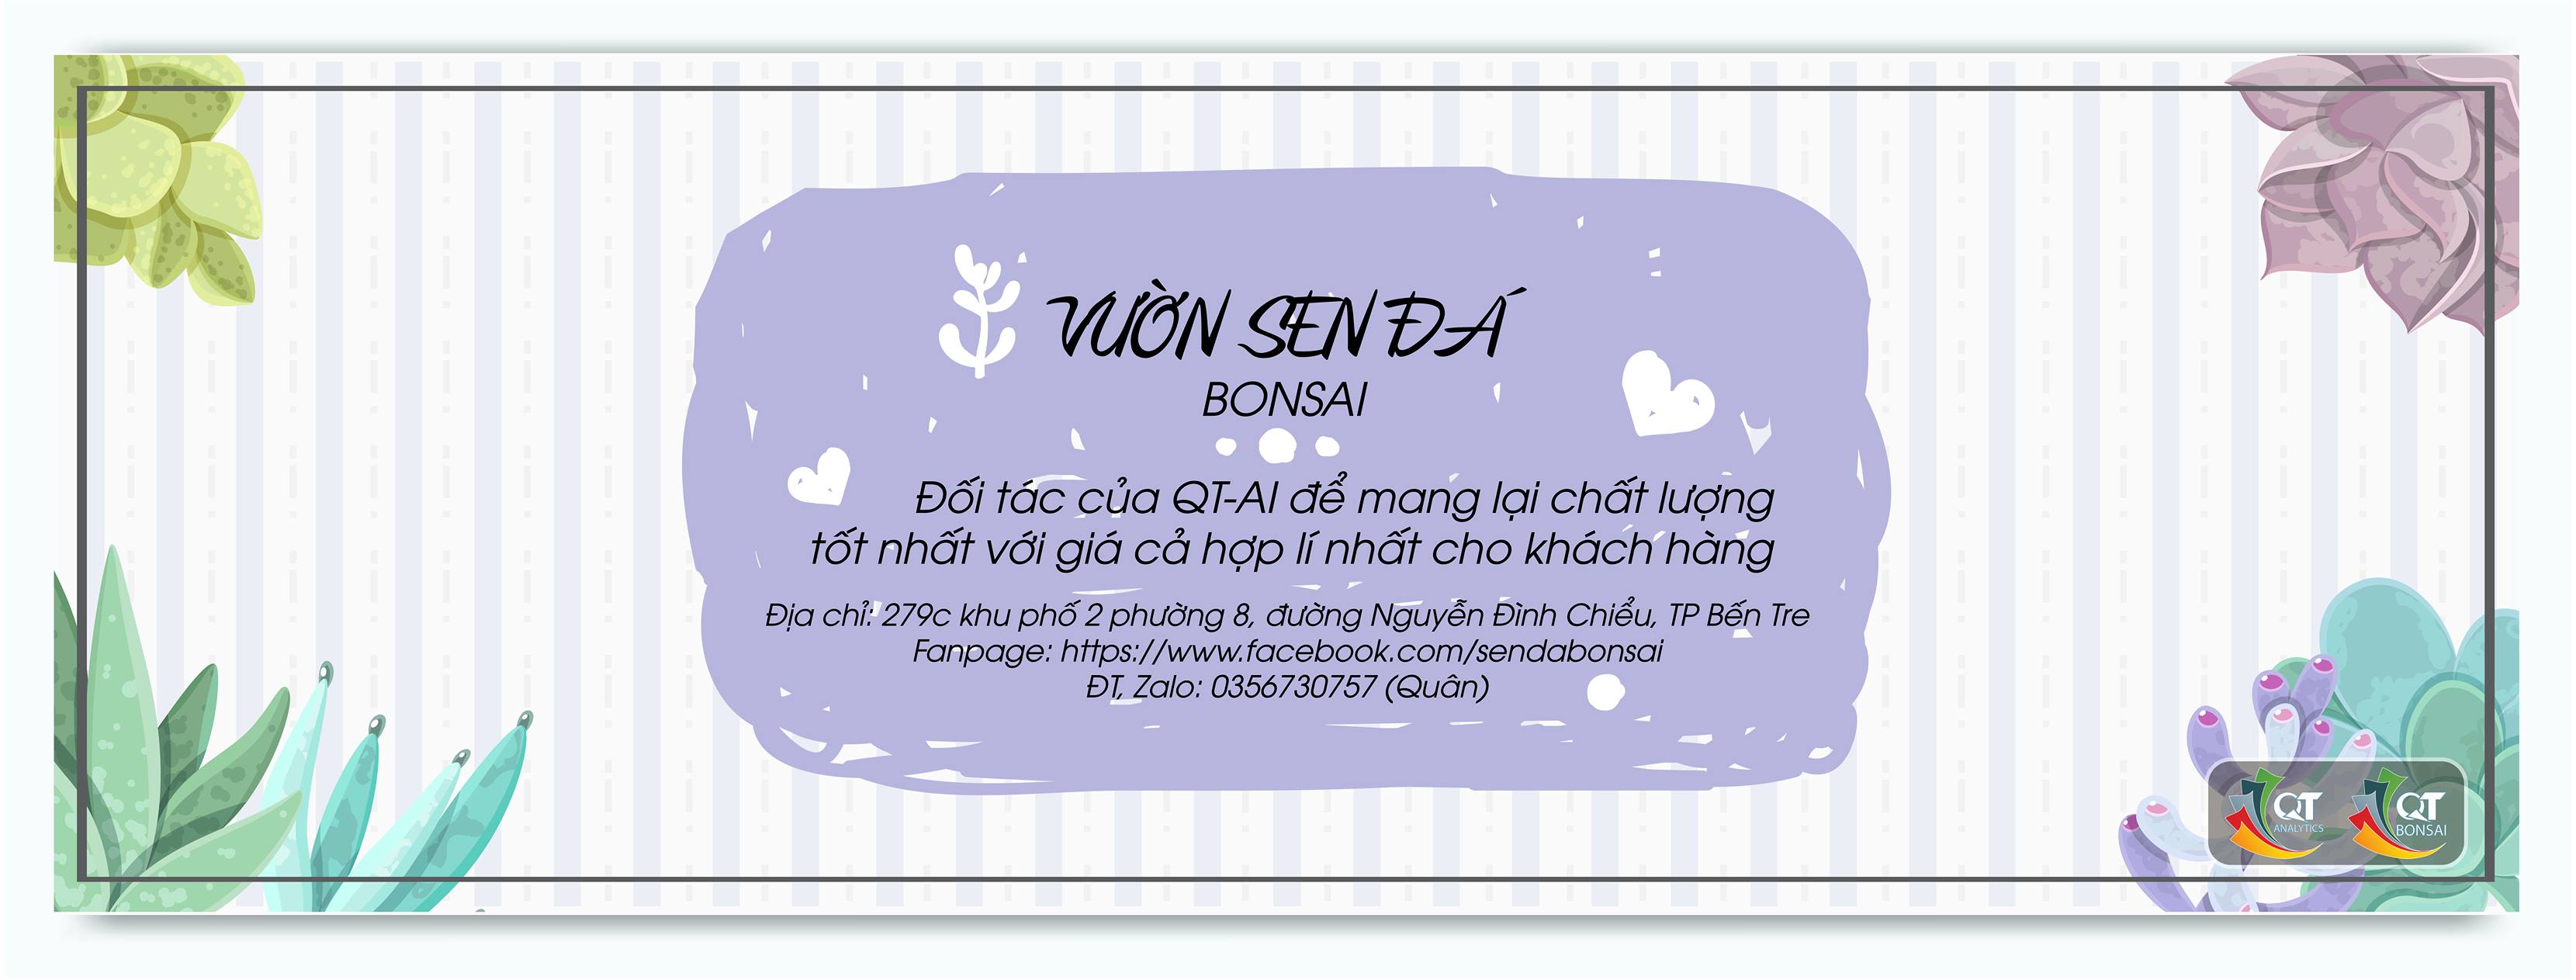 VƯỜN SEN ĐÁ
BONSAI
Đối tác của QT-AI để mang lại chất lượng
tốt nhất với giá cả hợp lí nhất cho khách hàng
Địa chỉ: 279c khu phố 2 phường 8, đường Nguyễn Đình Chiểu, TP Bến Tre
Fanpage: https://www.facebook.com/sendabonsai
ĐT, Zalo: 0356730757 (Quân)
QT
ANALYTICS
QT
BONSAI